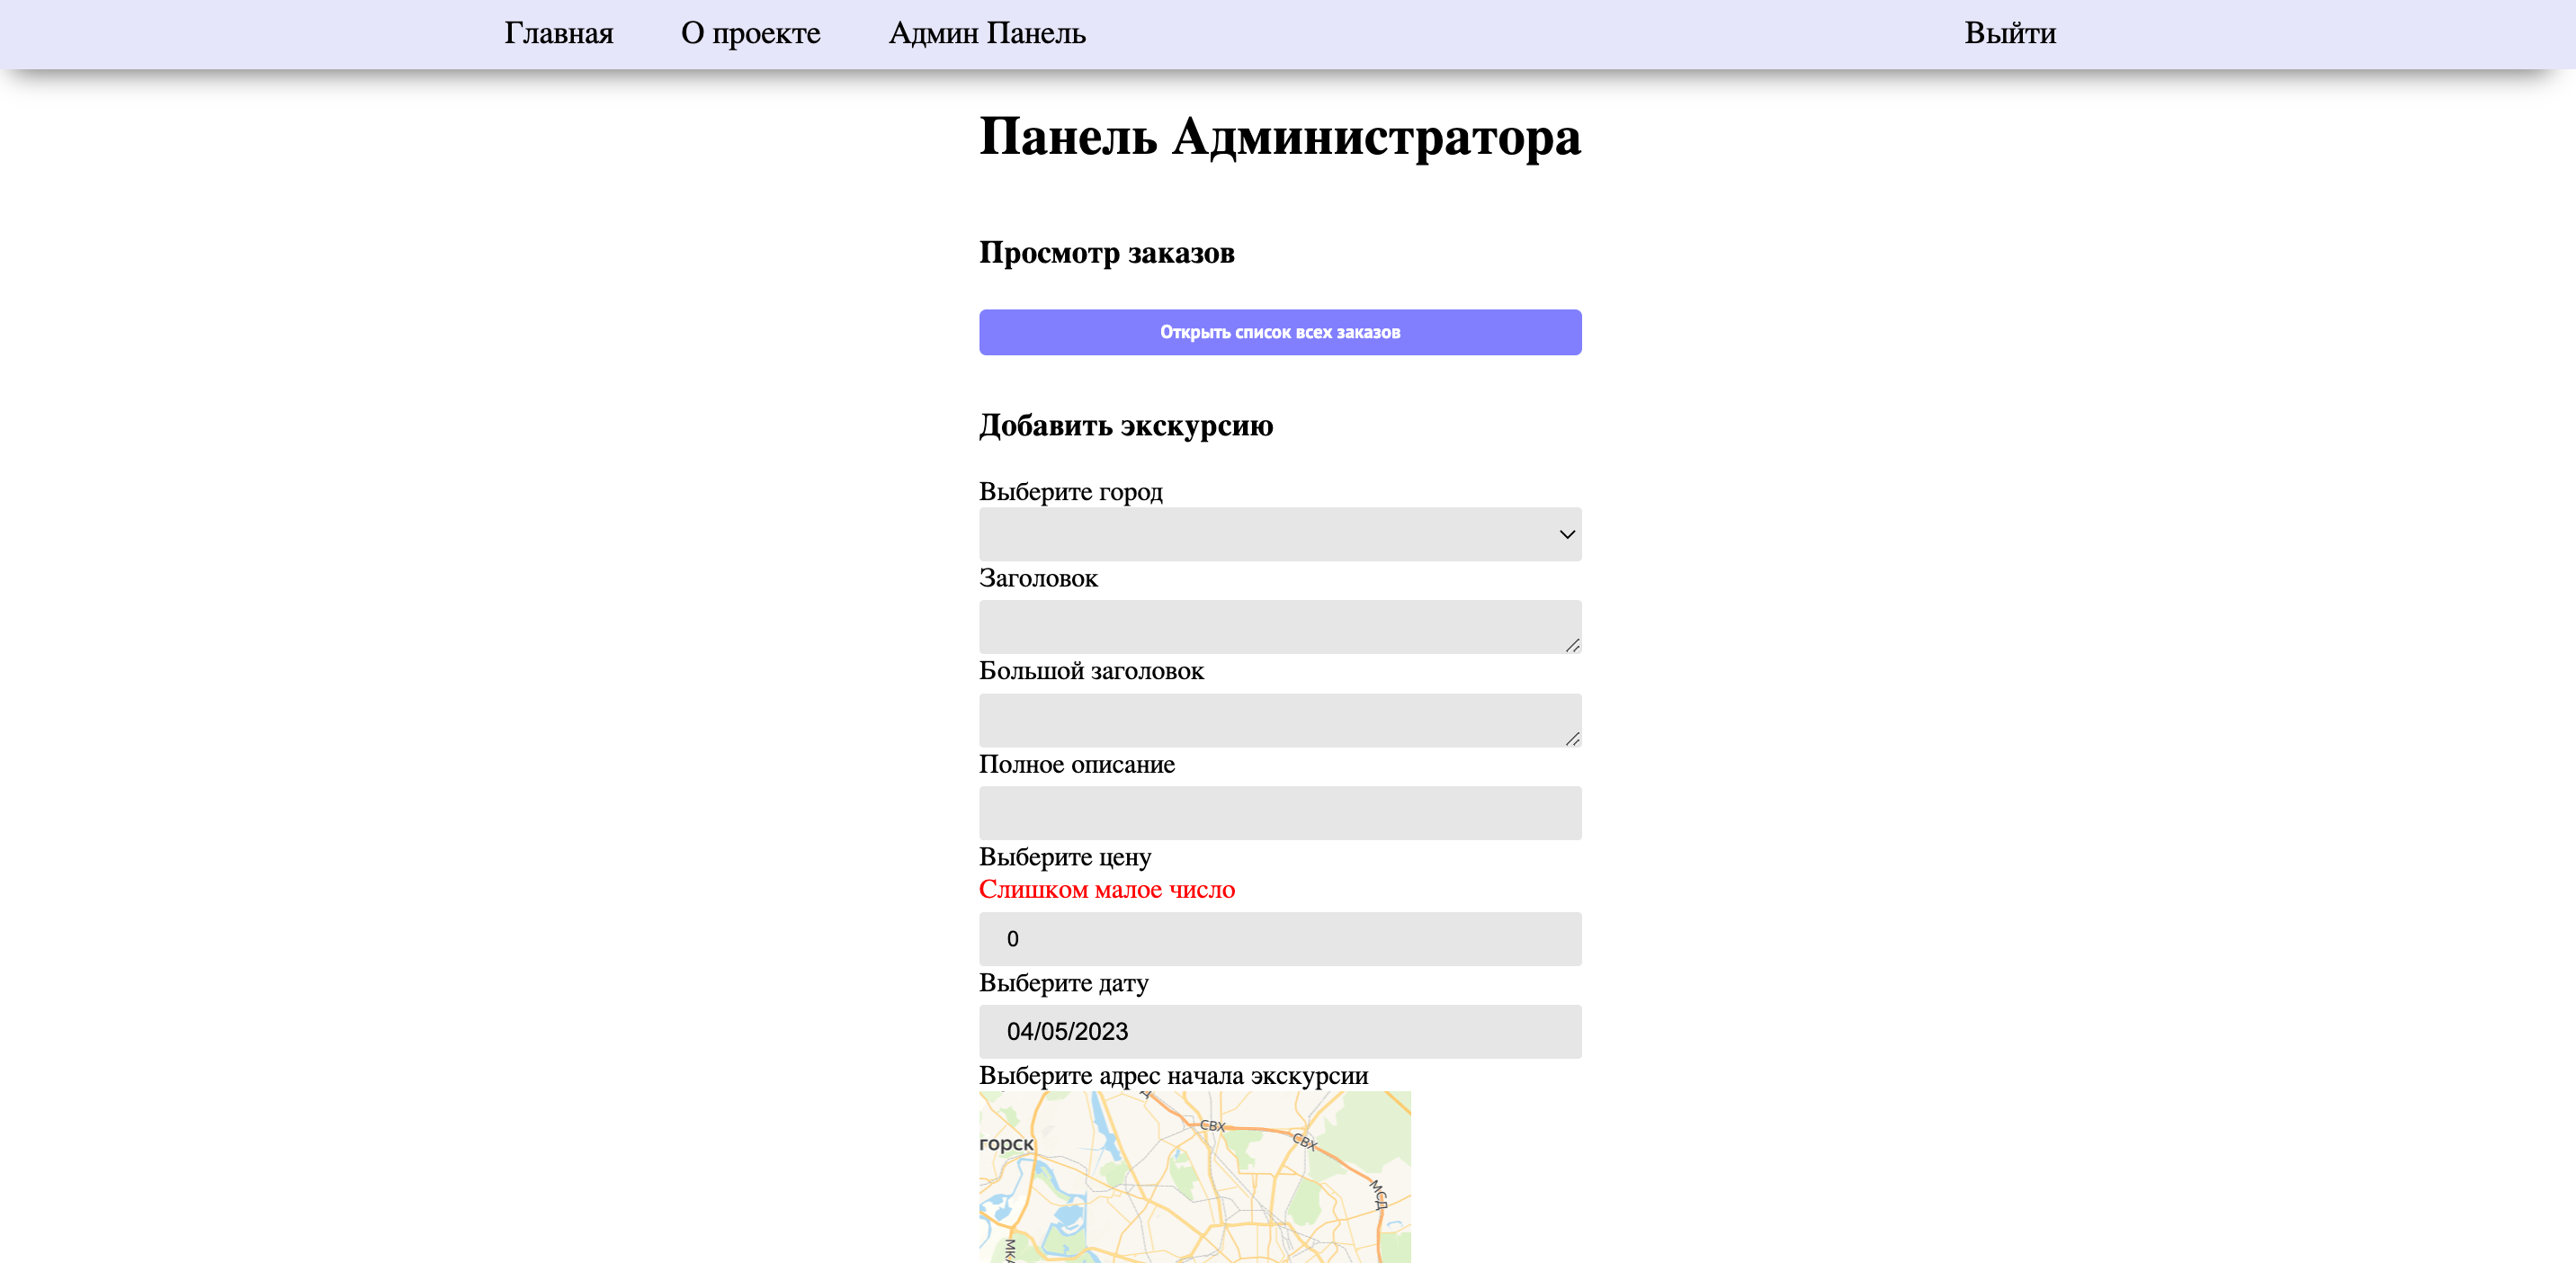 Главная О проекте Админ Панель Выйти
Панель Администратора
Просмотр заказов
Открыть список всех заказов
Добавить экскурсию
Выберите город
Заголовок
Большой заголовок
Полное описание
Выберите цену
Слишком малое число
0
Выберите дату
04/05/2023
Выберите адрес начала экскурсии
СВХ
СВХ
горск
МСД